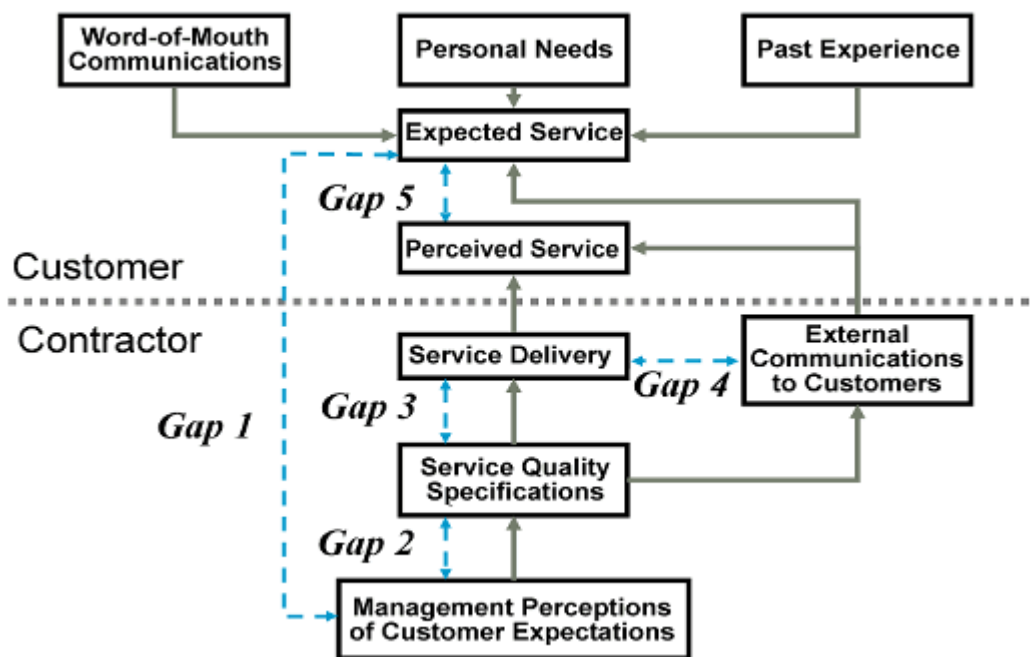 Word-of-Mouth
Communications
Personal Needs
Past Experience
Expected Service
Gap 5
Perceived Service
Customer
Contractor
Service Delivery
External
Communications
to Customers
Gap 4
Gap 3
Gap 1
Service Quality
Specifications
Gap 2
Management Perceptions
of Customer Expectations